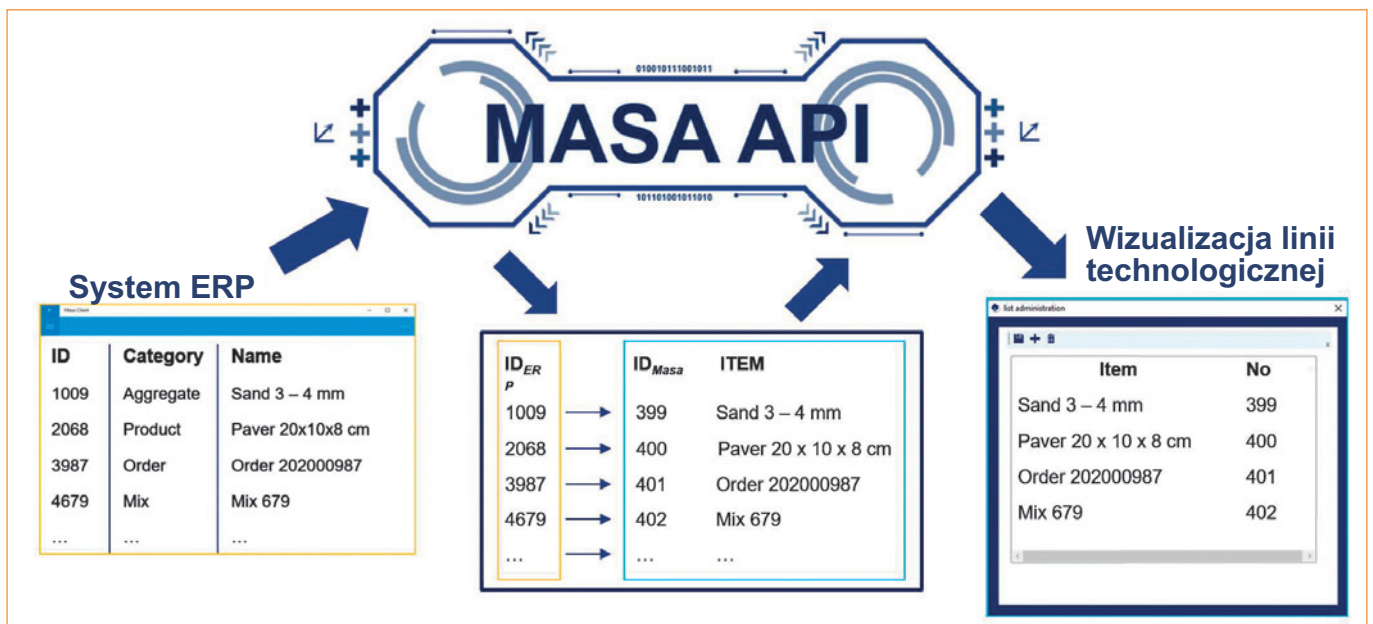 010010111001011
MASA API
101101001011010
System ERP
Masa Client
ID Category Name
1009 Aggregate Sand 3 – 4 mm
2068 Product Paver 20x10x8 cm
3987 Order Order 202000987
4679 Mix Mix 679
... ... ...
ID_ER
P
ID_Masa ITEM
1009 399 Sand 3 – 4 mm
2068 400 Paver 20 x 10 x 8 cm
3987 401 Order 202000987
4679 402 Mix 679
... ... ...
Wizualizacja linii
technologicznej
list administration
Item No
Sand 3 – 4 mm 399
Paver 20 x 10 x 8 cm 400
Order 202000987 401
Mix 679 402